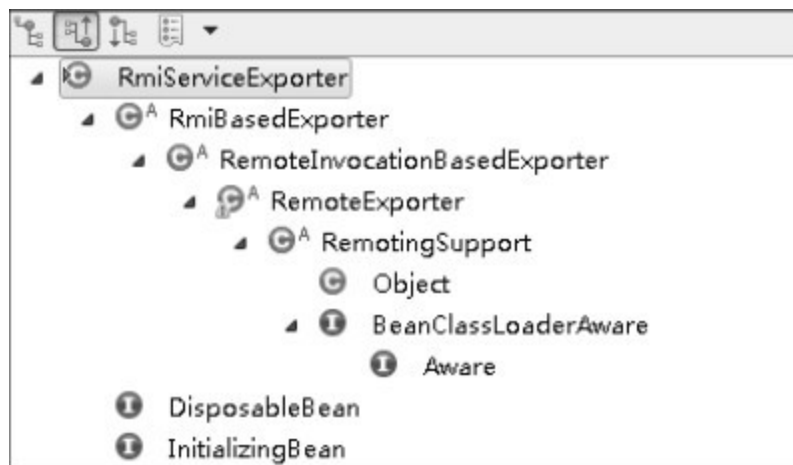 RmiServiceExporter
A RmiBasedExporter
A RemoteInvocationBasedExporter
A RemoteExporter
A RemotingSupport
Object
BeanClassLoaderAware
Aware
DisposableBean
InitializingBean